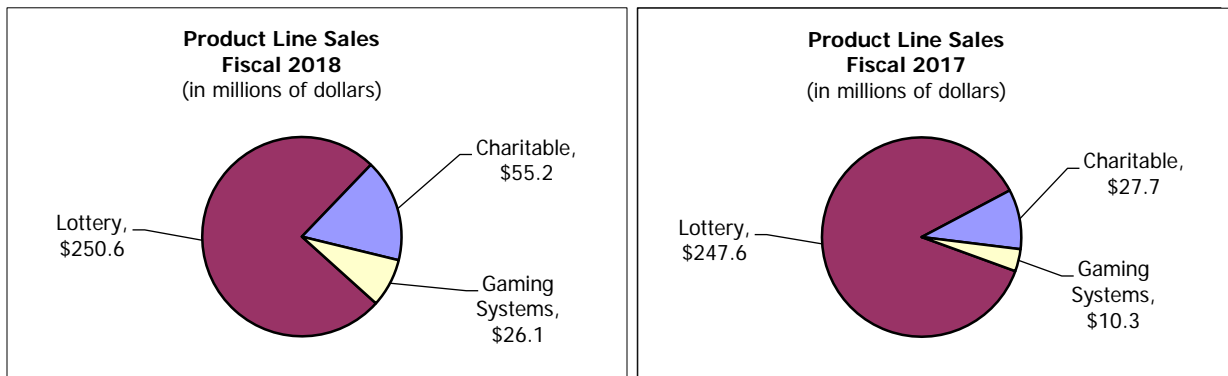 Product Line Sales
Fiscal 2018
(in millions of dollars)
Charitable,
$55.2
Lottery,
$250.6
Gaming
Systems,
$26.1
Product Line Sales
Fiscal 2017
(in millions of dollars)
Charitable,
$27.7
Lottery,
$247.6
Gaming
Systems,
$10.3